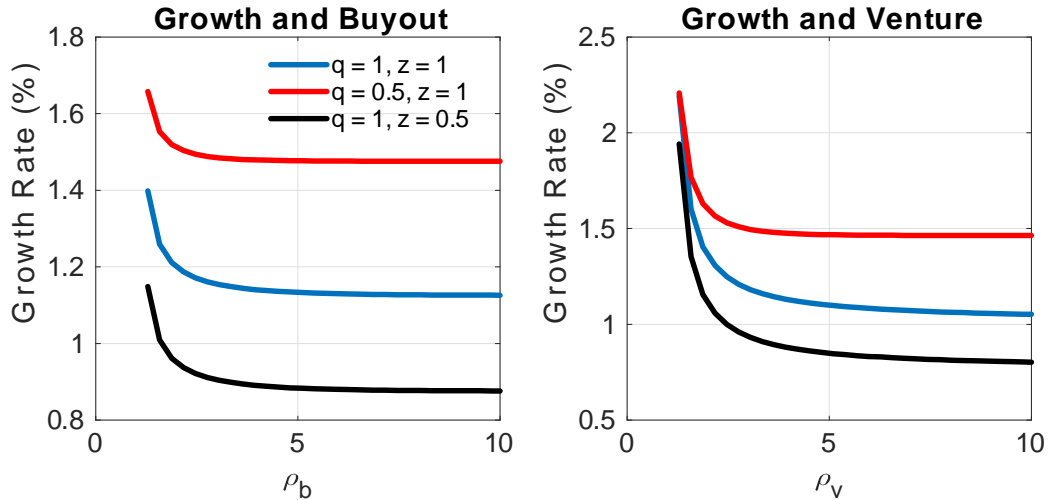 Growth and Buyout
1.8
1.6
1.4
1.2
1
0.8
Growth Rate (%)
q = 1, z = 1
q = 0.5, z = 1
q = 1, z = 0.5
0
5
10
ρb
Growth and Venture
2.5
2
1.5
1
0.5
Growth Rate (%)
0
5
10
ρv